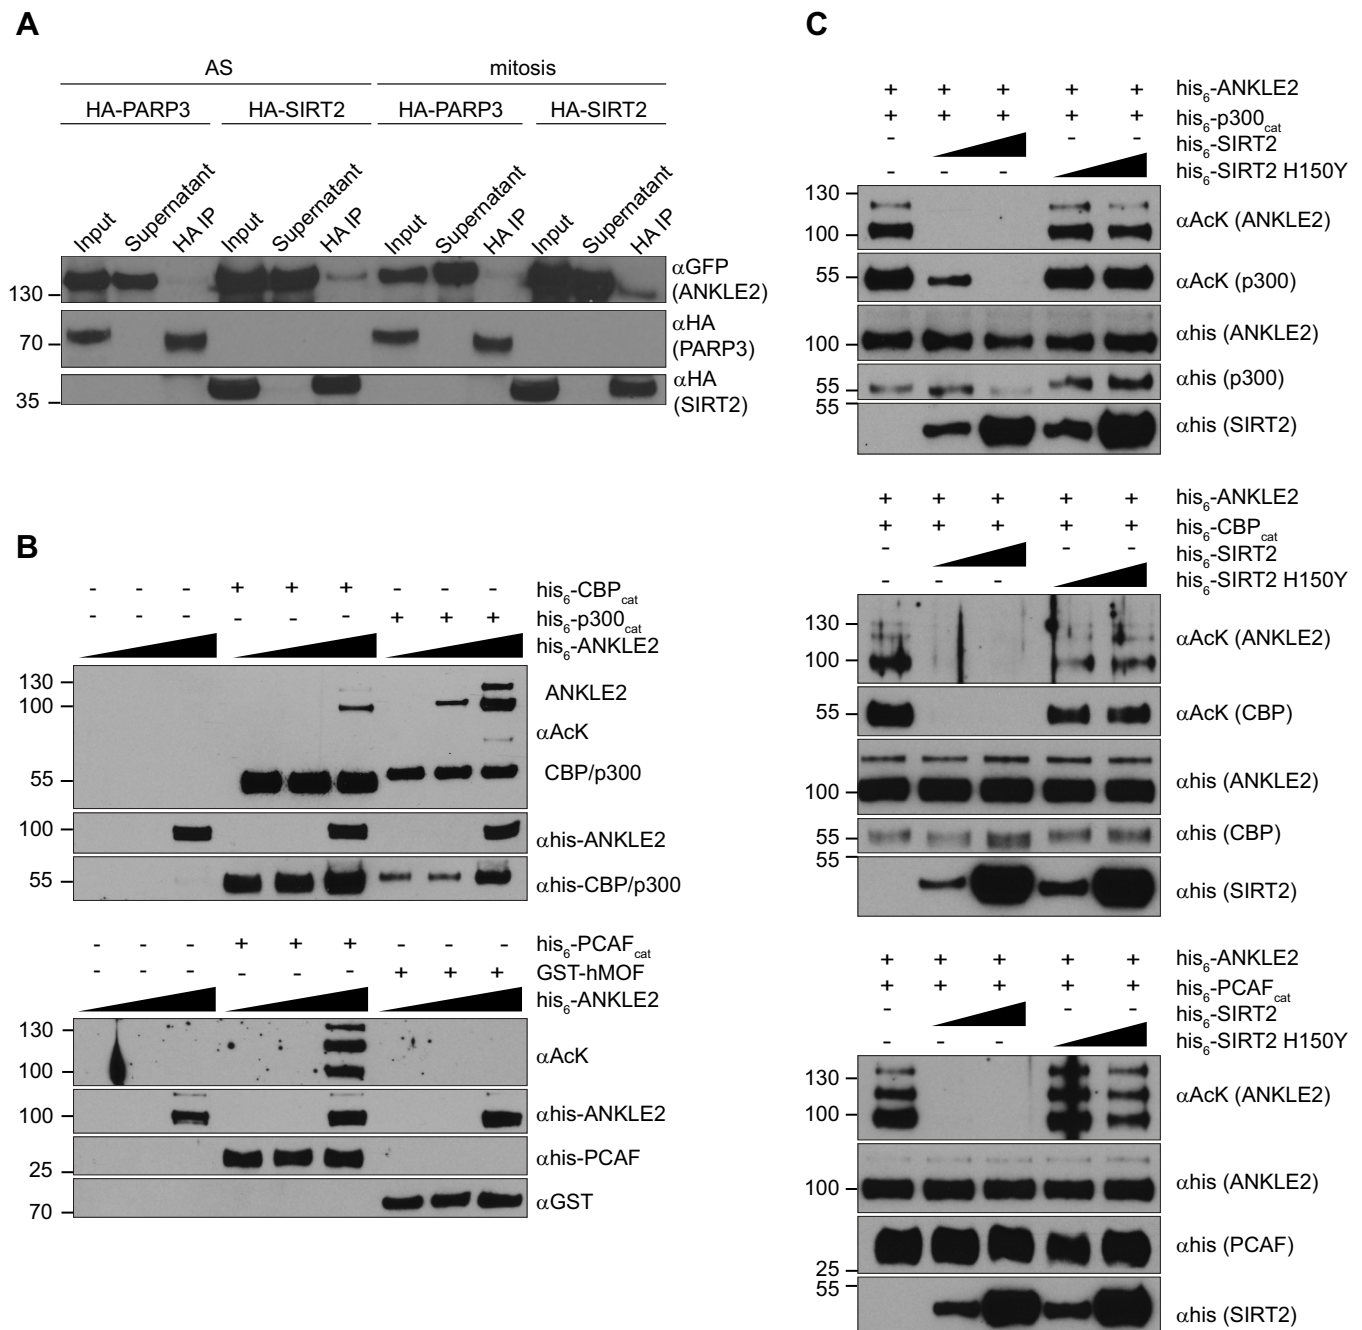 A
AS mitosis
HA-PARP3 HA-SIRT2 HA-PARP3 HA-SIRT2
Input Supernatant HA IP Input Supernatant HA IP Input Supernatant HA IP Input Supernatant HA IP
130 αGFP
(ANKLE2)
70 αHA
(PARP3)
35 αHA
(SIRT2)
B
- - - + + + - - - his6-CBPcat
- - - - - - + + + his6-p300cat
his6-ANKLE2
130 ANKLE2
100
αAcK
55 CBP/p300
100 αhis-ANKLE2
55 αhis-CBP/p300
- - - + + + - - - his6-PCAFcat
- - - - - - + + + GST-hMOF
his6-ANKLE2
130
αAcK
100
100 αhis-ANKLE2
25 αhis-PCAF
70 αGST
C
+ + + + + his6-ANKLE2
+ + + + + his6-p300cat
- - - his6-SIRT2
- - - his6-SIRT2 H150Y
130
αAcK (ANKLE2)
100
55 αAcK (p300)
100 αhis (ANKLE2)
55 αhis (p300)
55
αhis (SIRT2)
+ + + + + his6-ANKLE2
+ + + + + his6-CBPcat
- - - his6-SIRT2
- - - his6-SIRT2 H150Y
130
αAcK (ANKLE2)
100
55 αAcK (CBP)
100 αhis (ANKLE2)
55 αhis (CBP)
55
αhis (SIRT2)
+ + + + + his6-ANKLE2
+ + + + + his6-PCAFcat
- - - his6-SIRT2
- - - his6-SIRT2 H150Y
130
αAcK (ANKLE2)
100
100 αhis (ANKLE2)
25 αhis (PCAF)
55
αhis (SIRT2)